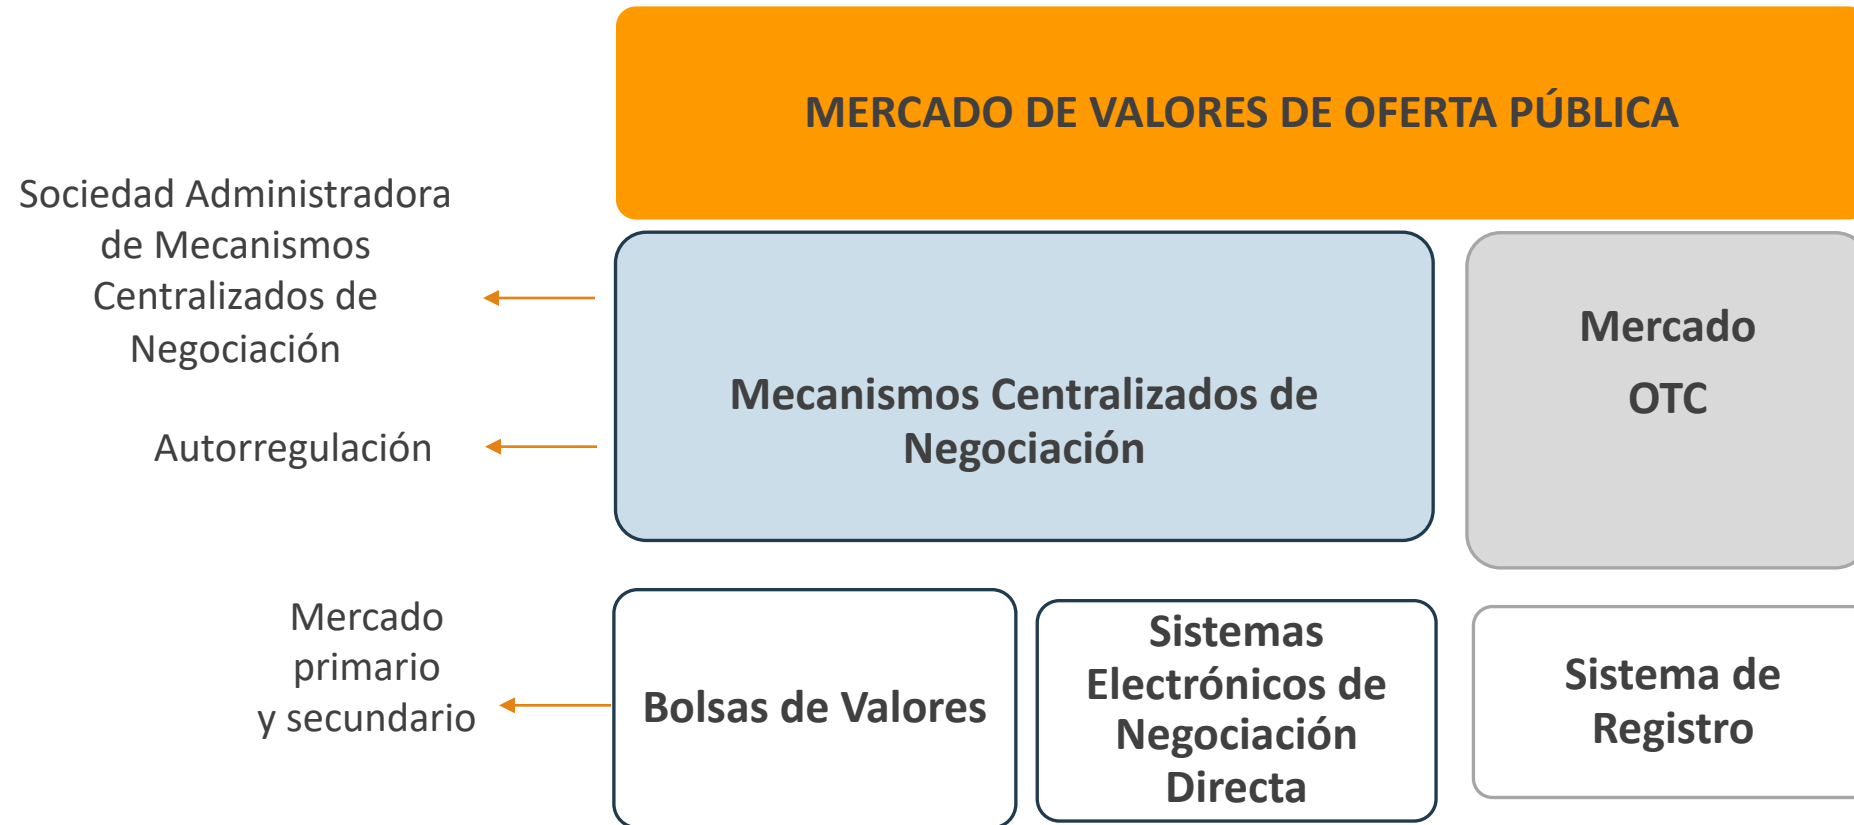 MERCADO DE VALORES DE OFERTA PÚBLICA
Sociedad Administradora
de Mecanismos
Centralizados de
Negociación
Autorregulación
Mecanismos Centralizados de
Negociación
Mercado
OTC
Mercado
primario
y secundario
Bolsas de Valores
Sistemas
Electrónicos de
Negociación
Directa
Sistema de
Registro